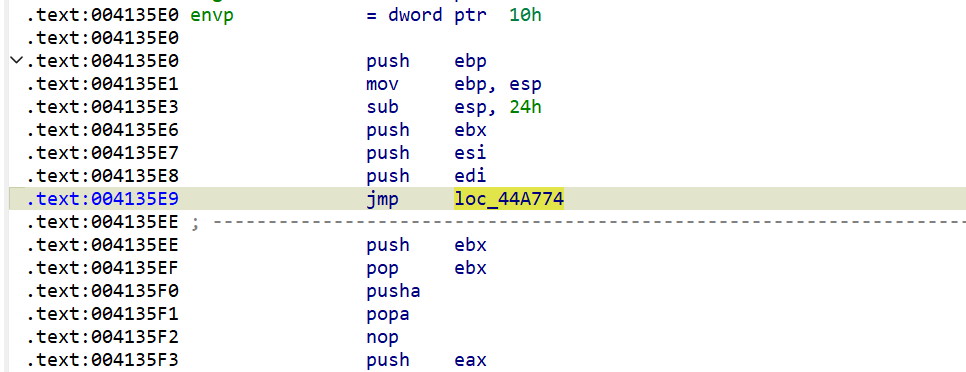 .text:004135E0 envp = dword ptr 10h
.text:004135E0
.text:004135E0 push ebp
.text:004135E1 mov ebp, esp
.text:004135E3 sub esp, 24h
.text:004135E6 push ebx
.text:004135E7 push esi
.text:004135E8 push edi
.text:004135E9 jmp loc_44A774
.text:004135EE ; ---------------------------------------------------------------------------
.text:004135EE push ebx
.text:004135EF pop ebx
.text:004135F0 pusha
.text:004135F1 popa
.text:004135F2 nop
.text:004135F3 push eax